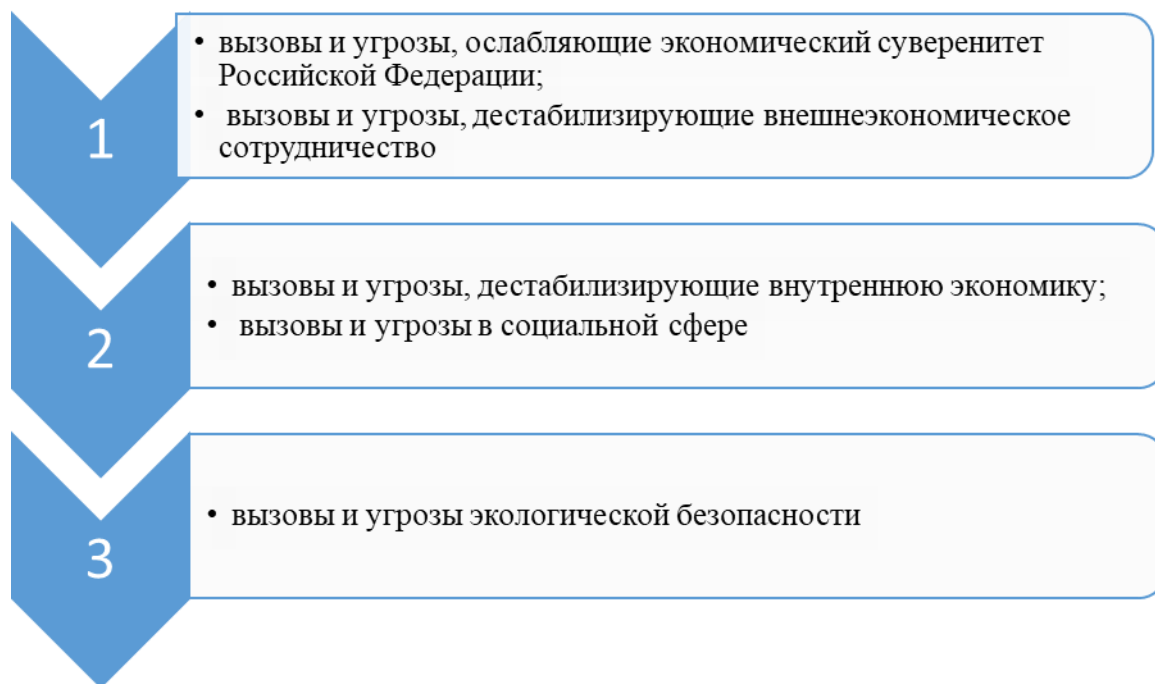 1
• вызовы и угрозы, ослабляющие экономический суверенитет
Российской Федерации;
• вызовы и угрозы, дестабилизирующие внешнеэкономическое
сотрудничество
2
• вызовы и угрозы, дестабилизирующие внутреннюю экономику;
• вызовы и угрозы в социальной сфере
3
• вызовы и угрозы экологической безопасности